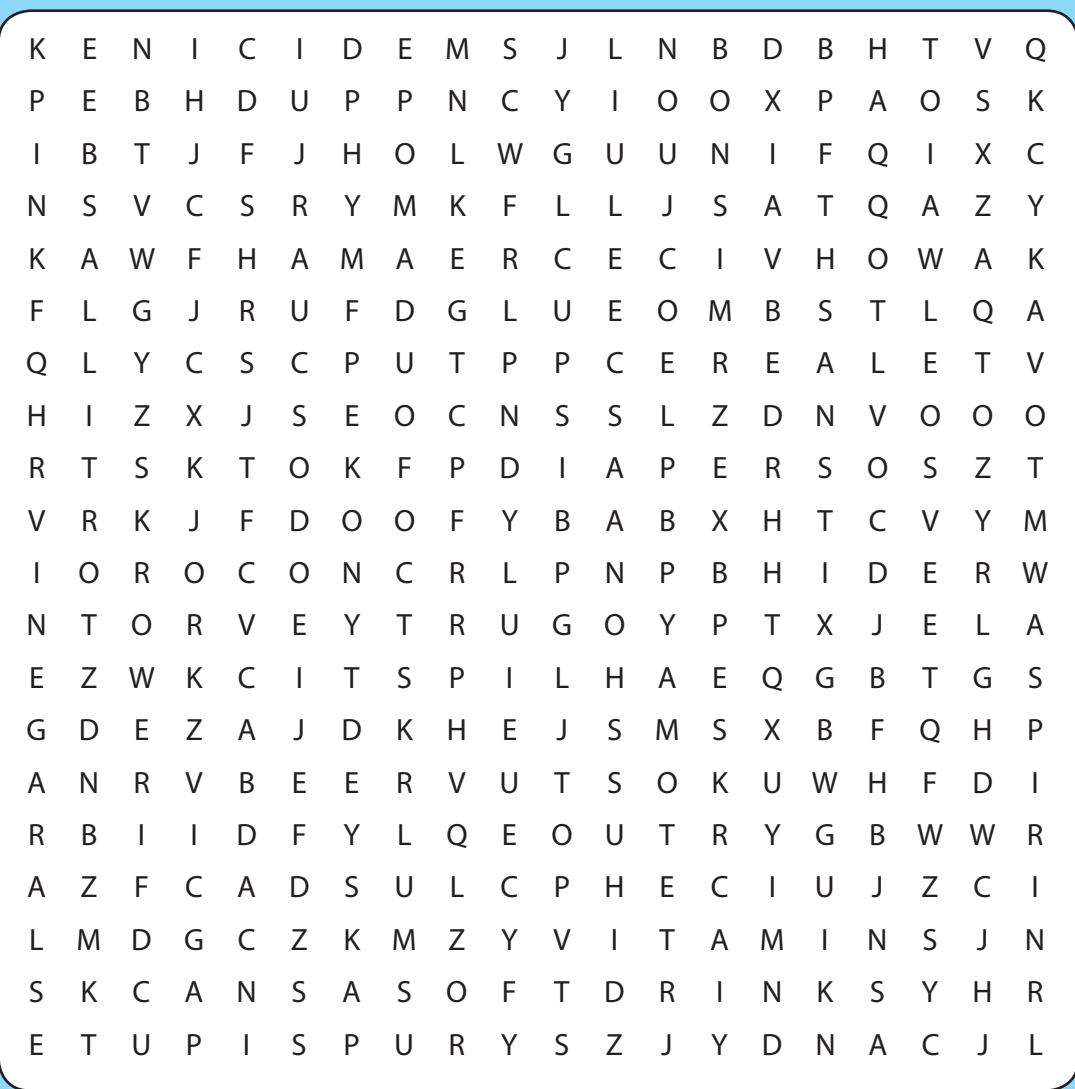 K E N I C I D E M S J L N B D B H T V Q
P E B H D U P P N C Y I O O X P A O S K
I B T J F J H O L W G U U N I F Q I X C
N S V C S R Y M K F L L J S A T Q A Z Y
K A W F H A M A E R C E C I V H O W A K
F L G J R U F D G L U E O M B S T L Q A
Q L Y C S C P U T P P C E R E A L E T V
H I Z X J S E O C N S S L Z D N V O O O
R T S K T O K F P D I A P E R S O S Z T
V R K J F D O O F Y B A B X H T C V Y M
I O R O C O N C R L P N P B H I D E R W
N T O R V E Y T R U G O Y P T X J E L A
E Z W K C I T S P I L H A E Q G B T G S
G D E Z A J D K H E J S M S X B F Q H P
A N R V B E E R V U T S O K U W H F D I
R B I I D F Y L Q E O U T R Y G B W W R
A Z F C A D S U L C P H E C I U J Z C I
L M D G C Z K M Z Y V I T A M I N S J N
S K C A N S A S O F T D R I N K S Y H R
E T U P I S P U R Y S Z J Y D N A C J L